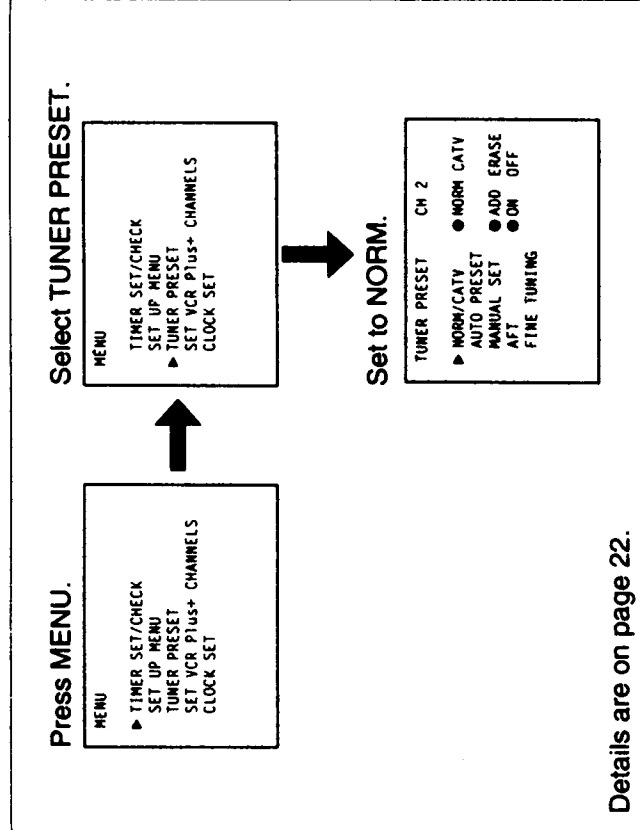 Press MENU.
MENU
▶ TIMER SET/CHECK
SET UP MENU
TUNER PRESET
SET VCR Plus+ CHANNELS
CLOCK SET
Select TUNER PRESET.
MENU
TIMER SET/CHECK
SET UP MENU
▶ TUNER PRESET
SET VCR Plus+ CHANNELS
CLOCK SET
Set to NORM.
TUNER PRESET CH 2
▶ NORM/CATV ●NORM CATV
AUTO PRESET
MANUAL SET ●ADD ERASE
AFT ●ON OFF
FINE TUNING
Details are on page 22.